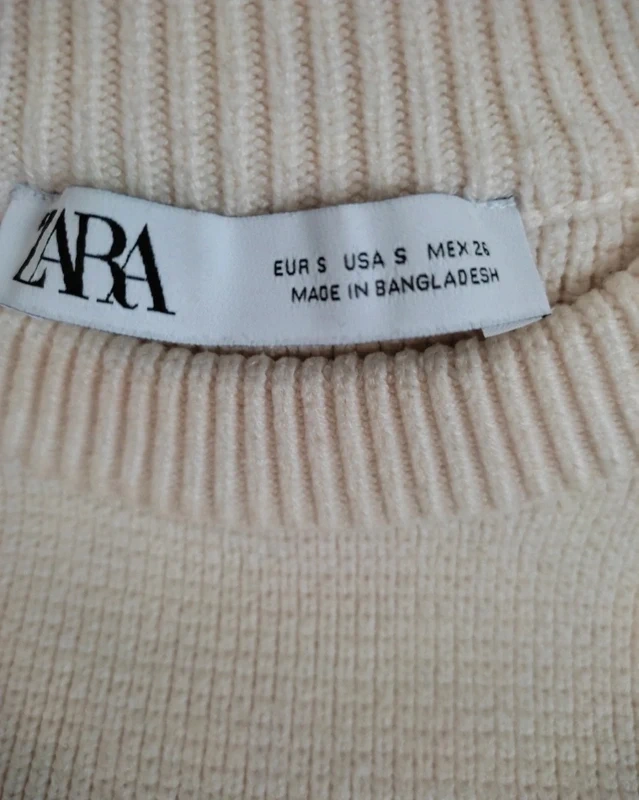 ZARA
EUR S USA S MEX 26
MADE IN BANGLADESH